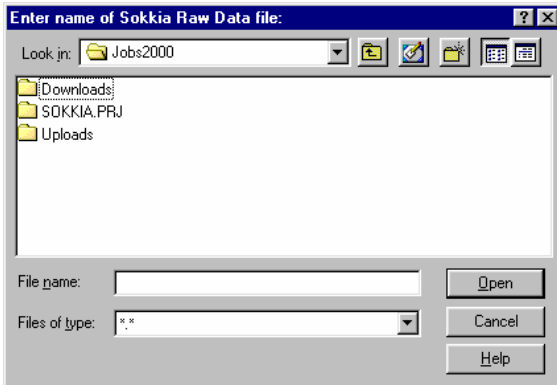 Enter name of Sokkia Raw Data file:
Look in: Jobs2000
Downloads
SOKKIA.PRJ
Uploads
File name: Open
Files of type: *.* Cancel
Help